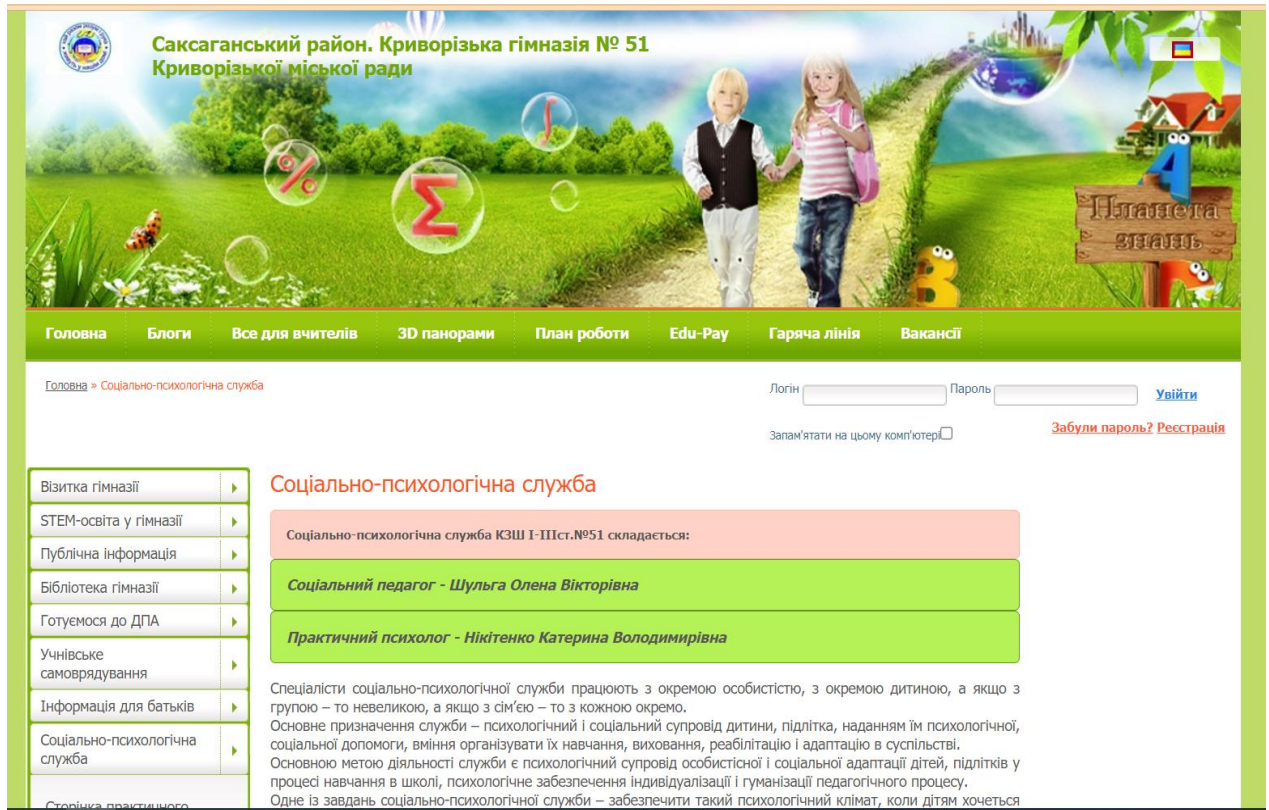 Саксаганський район. Криворізька гімназія № 51
Криворізької міської ради
Планета
знань
Головна Блоги Все для вчителів 3D панорами План роботи Edu-Pay Гаряча лінія Вакансії
Головна » Соціально-психологічна служба
Логін Пароль Увійти
Запам'ятати на цьому комп'ютері Забули пароль? Реєстрація
Візитка гімназії
STEM-освіта у гімназії
Публічна інформація
Бібліотека гімназії
Готуємося до ДПА
Учнівське
самоврядування
Інформація для батьків
Соціально-психологічна
служба
Сторінка практичного
Соціально-психологічна служба
Соціально-психологічна служба КЗШ І-ІІІст.№51 складається:
Соціальний педагог - Шульга Олена Вікторівна
Практичний психолог - Нікітенко Катерина Володимирівна
Спеціалісти соціально-психологічної служби працюють з окремою особистістю, з окремою дитиною, а якщо з
групою – то невеликою, а якщо з сім'єю – то з кожною окремо.
Основне призначення служби – психологічний і соціальний супровід дитини, підлітка, наданням їм психологічної,
соціальної допомоги, вміння організувати їх навчання, виховання, реабілітацію і адаптацію в суспільстві.
Основною метою діяльності служби є психологічний супровід особистісної і соціальної адаптації дітей, підлітків у
процесі навчання в школі, психологічне забезпечення індивідуалізації і гуманізації педагогічного процесу.
Одне із завдань соціально-психологічної служби – забезпечити такий психологічний клімат, коли дітям хочеться